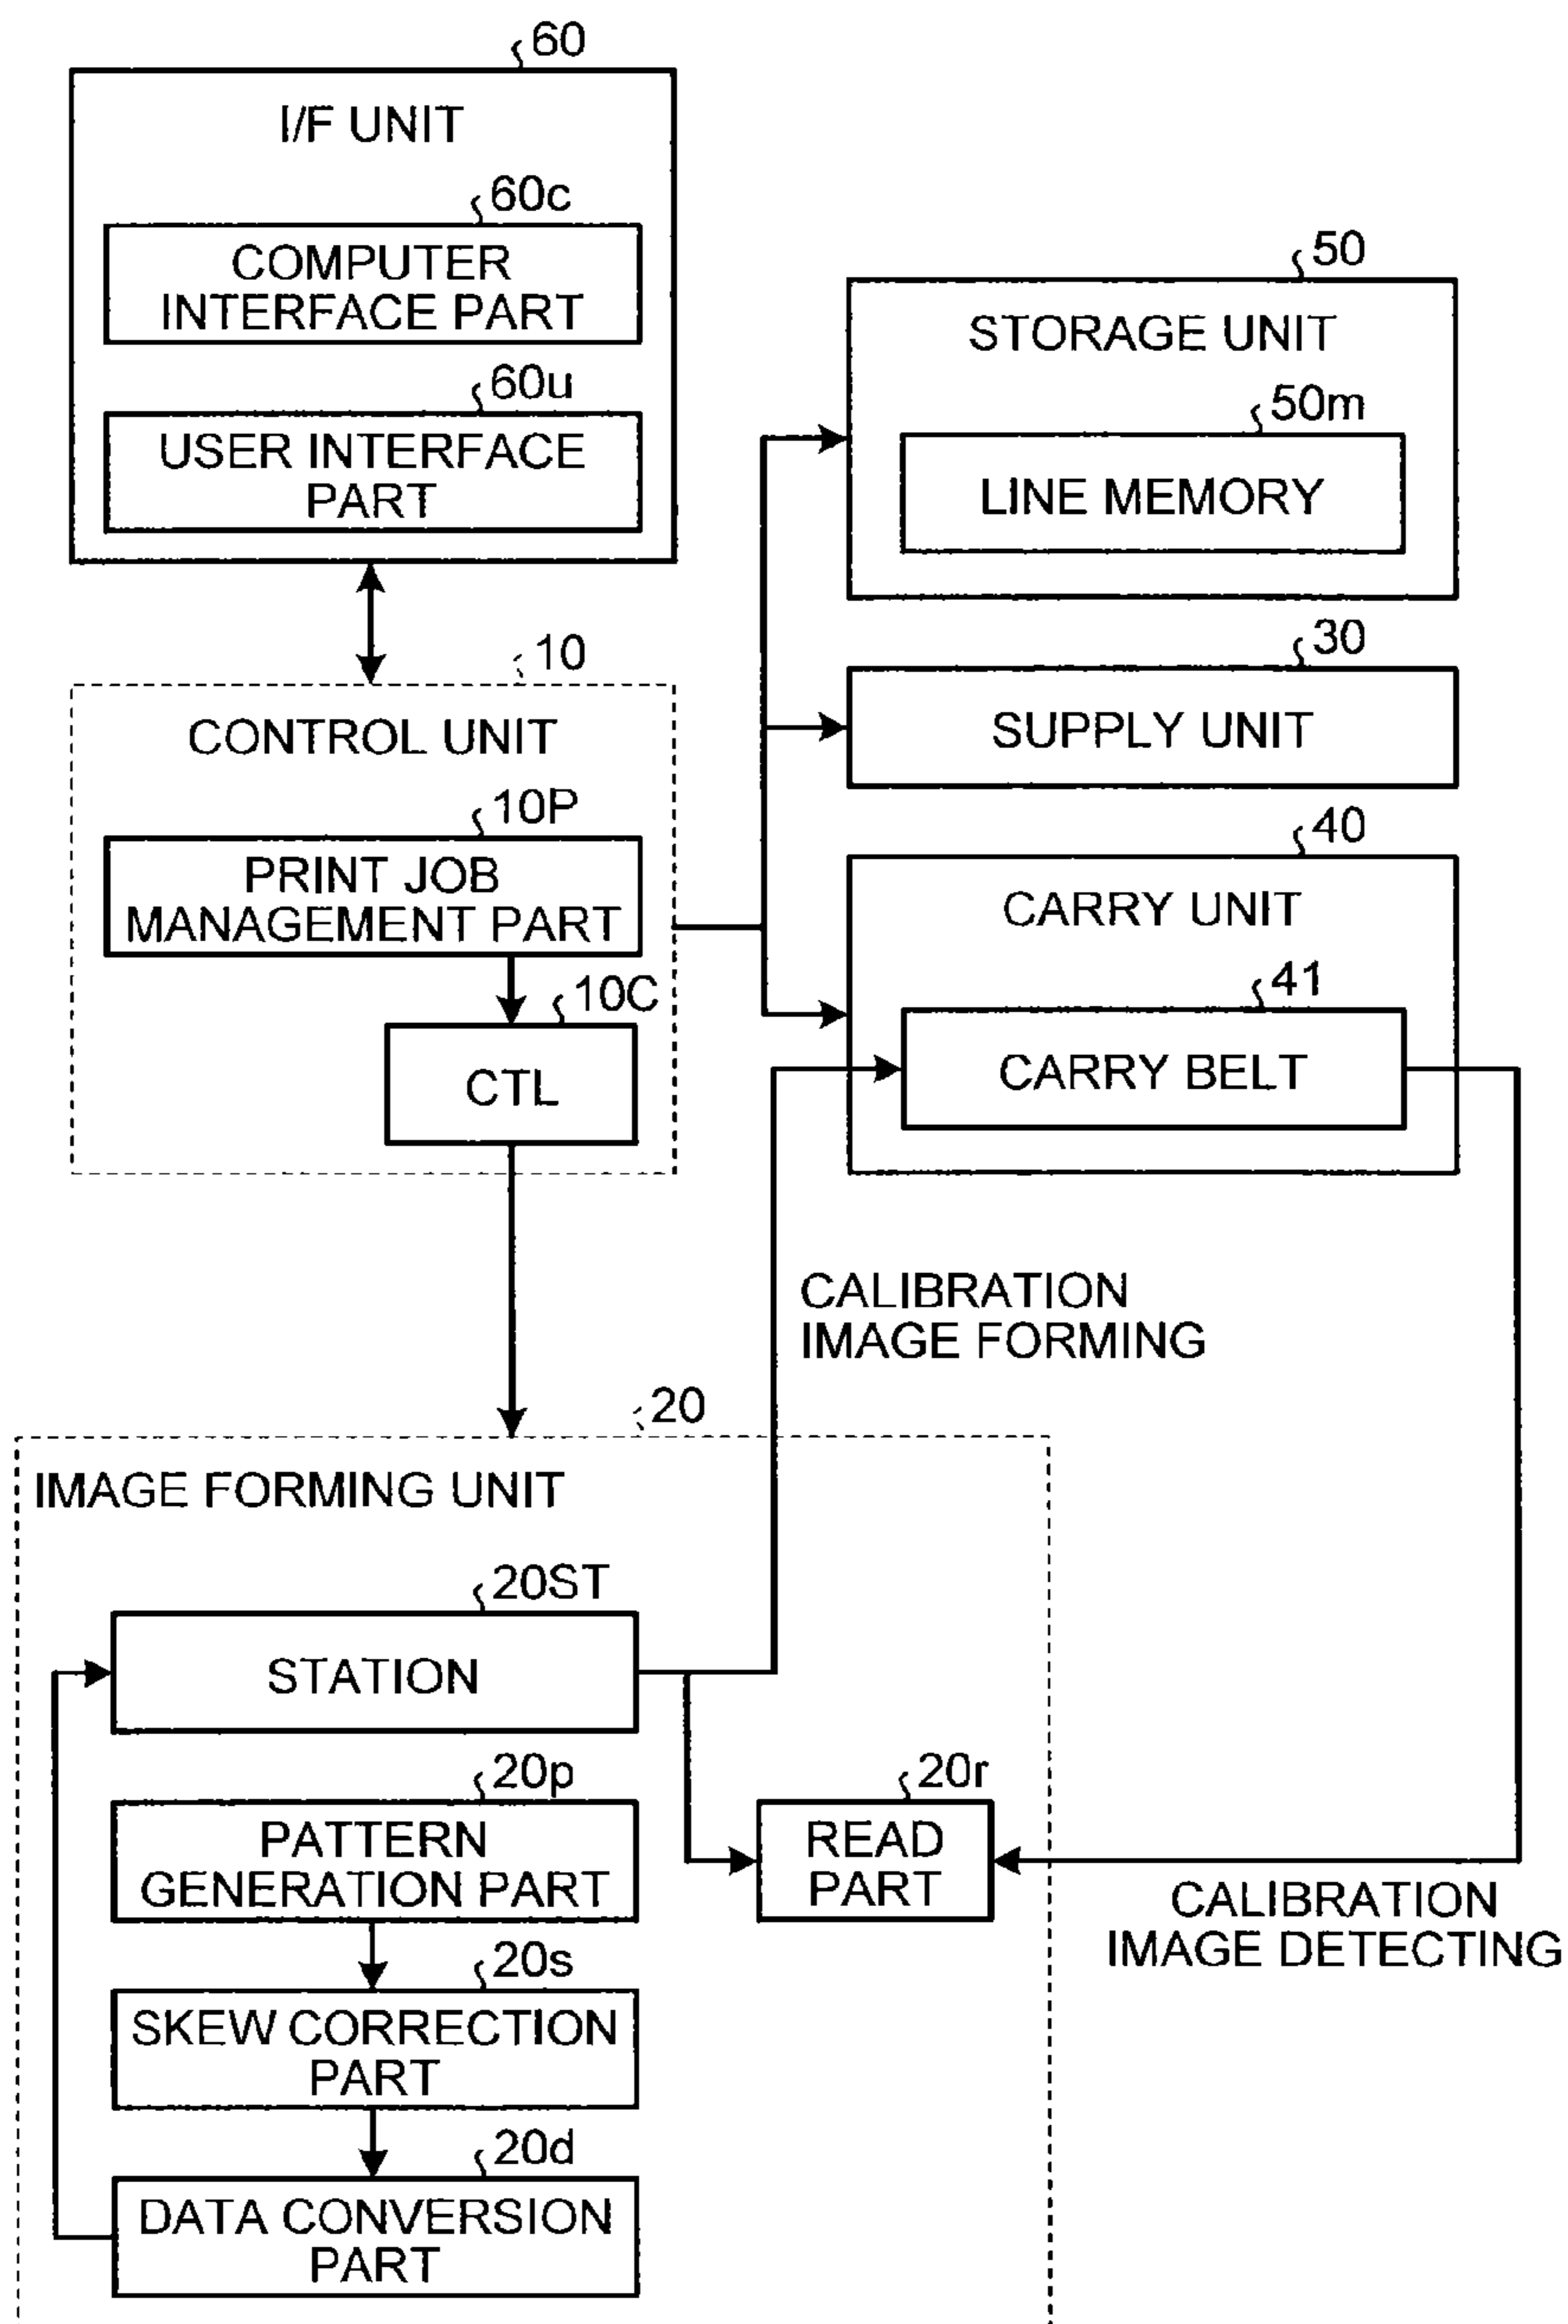 60
I/F UNIT
60c
COMPUTER
INTERFACE PART
60u
USER INTERFACE
PART
50
STORAGE UNIT
50m
LINE MEMORY
30
SUPPLY UNIT
10
CONTROL UNIT
10P
PRINT JOB
MANAGEMENT PART
10C
CTL
40
CARRY UNIT
41
CARRY BELT
CALIBRATION
IMAGE FORMING
20
IMAGE FORMING UNIT
20ST
STATION
20p
PATTERN
GENERATION PART
20r
READ
PART
CALIBRATION
IMAGE DETECTING
20s
SKEW CORRECTION
PART
20d
DATA CONVERSION
PART